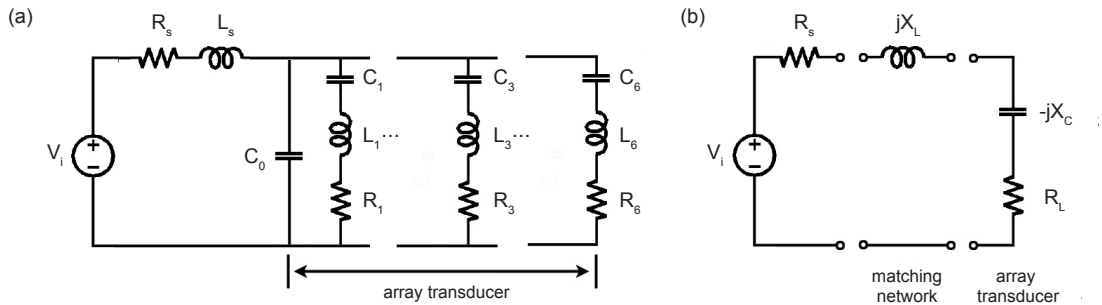 (a)
R_s L_s
C_1 C_3 C_6
V_i + − C_0 L_1 ··· L_3 ··· L_6
R_1 R_3 R_6
array transducer
(b)
R_s jX_L
-jX_C
V_i + −
R_L
matching network
array transducer